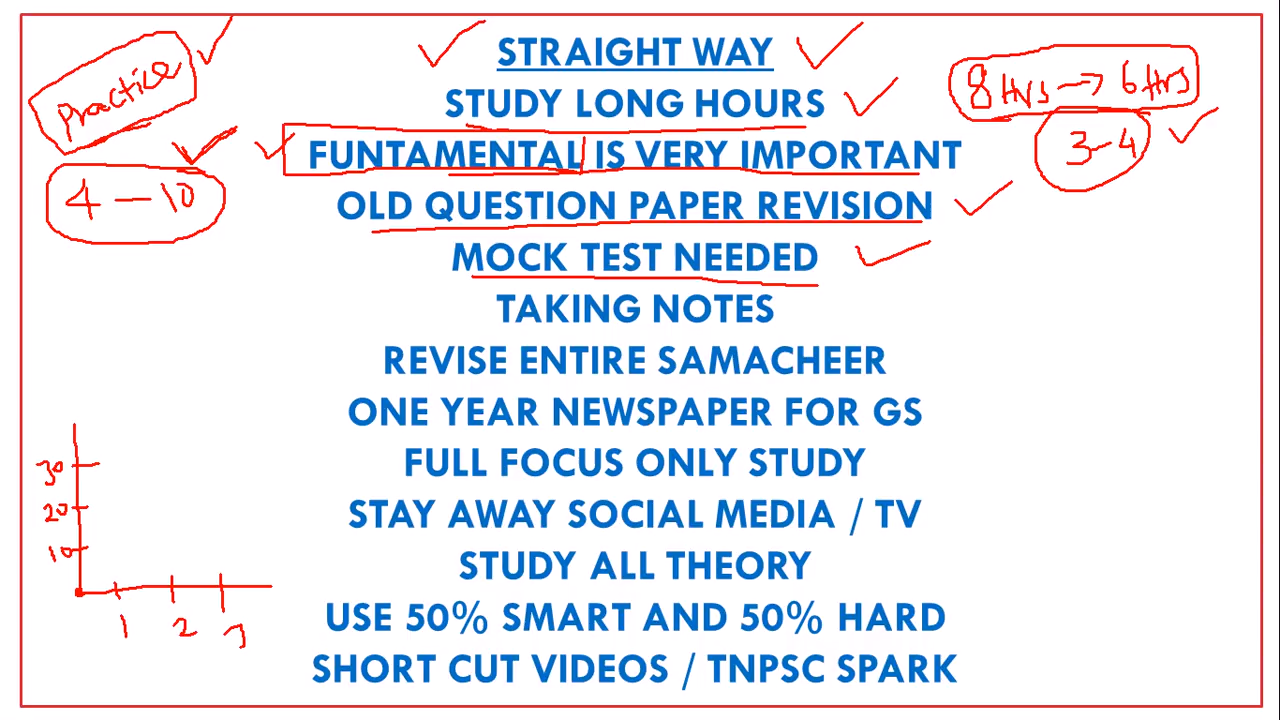 STRAIGHT WAY
Practice
8 Hrs → 6 Hrs
STUDY LONG HOURS
3-4
FUNTAMENTAL IS VERY IMPORTANT
4 - 10
OLD QUESTION PAPER REVISION
MOCK TEST NEEDED
TAKING NOTES
REVISE ENTIRE SAMACHEER
ONE YEAR NEWSPAPER FOR GS
FULL FOCUS ONLY STUDY
STAY AWAY SOCIAL MEDIA / TV
STUDY ALL THEORY
USE 50% SMART AND 50% HARD
SHORT CUT VIDEOS / TNPSC SPARK
30
20
10
1 2 3